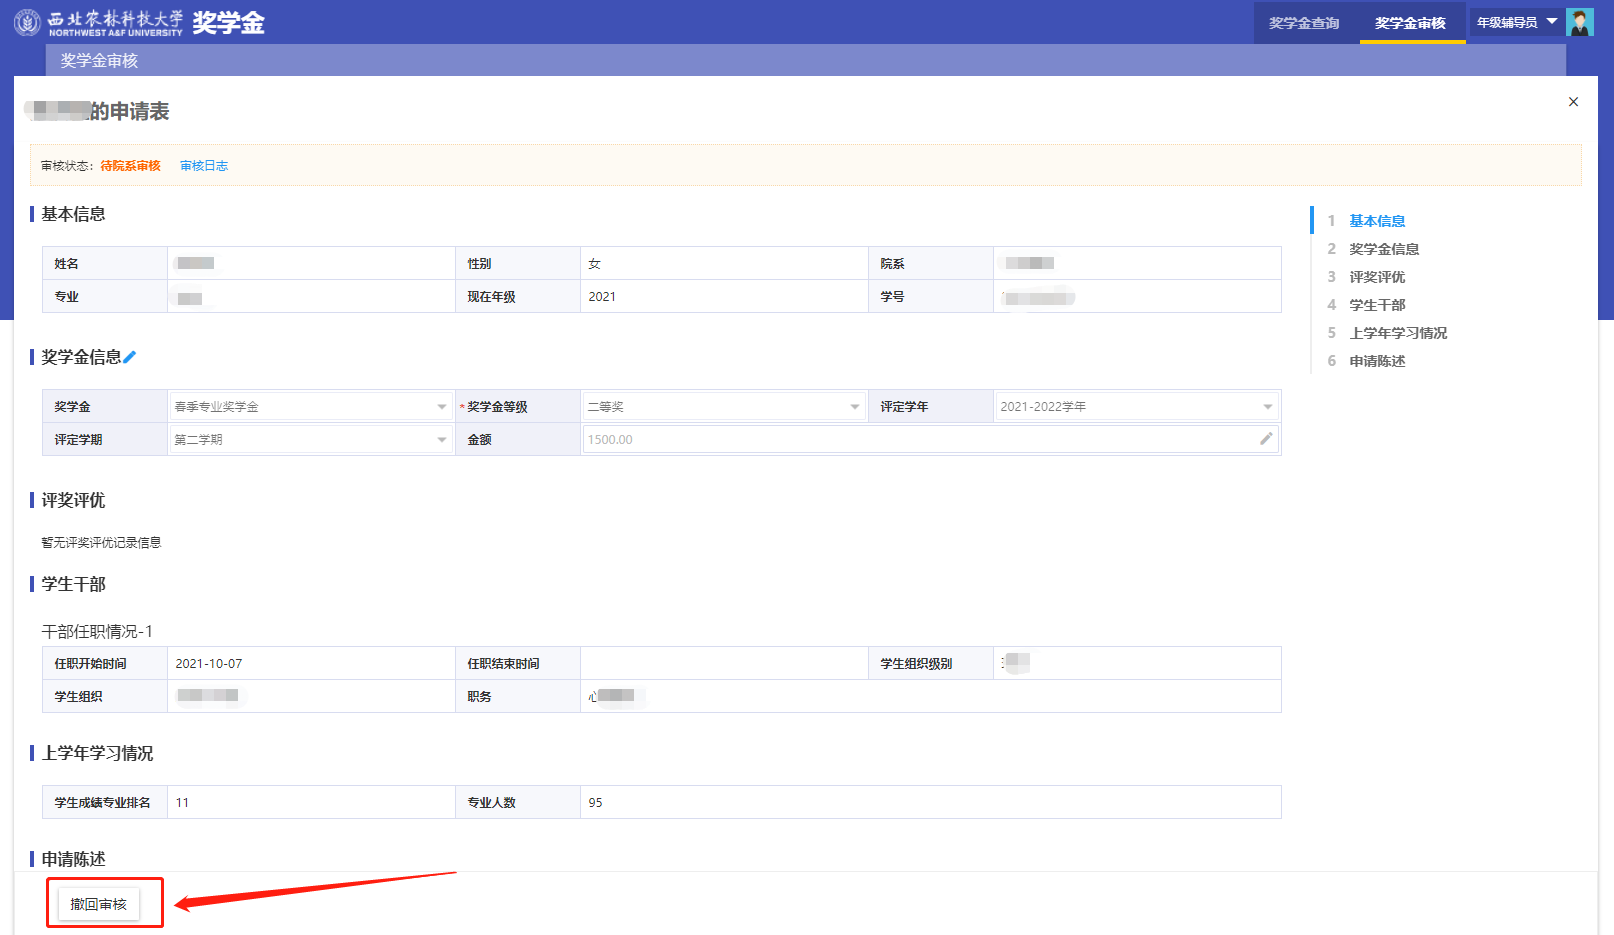 西北农林科技大学 奖学金
NORTHWEST A&F UNIVERSITY
奖学金查询 奖学金审核 年级辅导员
奖学金审核
的申请表
×
审核状态: 待院系审核 审核日志
基本信息
姓名 性别 女 院系
专业 现在年级 2021 学号
奖学金信息
奖学金 春季专业奖学金 *奖学金等级 二等奖 评定学年 2021-2022学年
评定学期 第二学期 金额 1500.00
评奖评优
暂无评奖评优记录信息
学生干部
干部任职情况-1
任职开始时间 2021-10-07 任职结束时间 学生组织级别
学生组织 职务 心
上学年学习情况
学生成绩专业排名 11 专业人数 95
申请陈述
撤回审核
1 基本信息
2 奖学金信息
3 评奖评优
4 学生干部
5 上学年学习情况
6 申请陈述